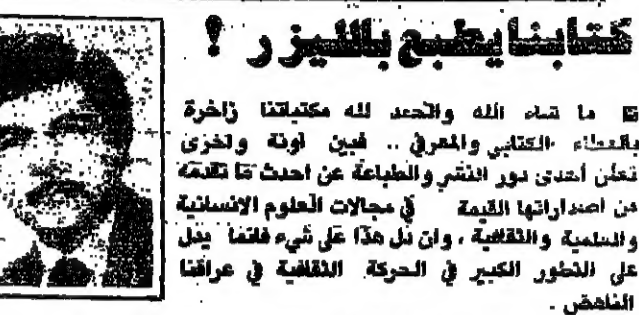 كتابنا يطبع بالليزر !
ما شاء الله والحمد لله مكتباتنا زاخرة
بالعطاء الكتابي والمعرفي .. فبين آونة واخرى
تعلن احدى دور النشر والطباعة عن احدث ما تقدمه
من اصداراتها القيمة في مجالات العلوم الانسانية
والعلمية والثقافية ، وان دل هذا على شيء فانما يدل
على التطور الكبير في الحركة الثقافية في عراقنا
الناهض .